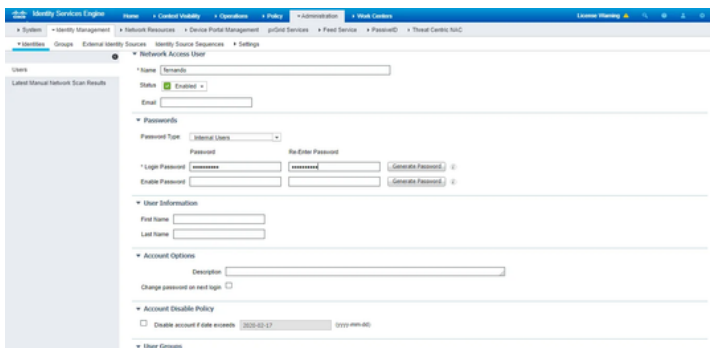 Identity Services Engine Home Context Visibility Operations Policy Administration Work Centers License Warning
System Identity Management Network Resources Device Portal Management pxGrid Services Feed Service PassiveID Threat Centric NAC
Identities Groups External Identity Sources Identity Source Sequences Settings
Users
Latest Manual Network Scan Results
Network Access User
* Name fernando
Status Enabled
Email
Passwords
Password Type: Internal Users
Password Re-Enter Password
* Login Password •••••••••• •••••••••• Generate Password
Enable Password Generate Password
User Information
First Name
Last Name
Account Options
Description
Change password on next login
Account Disable Policy
Disable account if date exceeds 2020-02-17 (yyyy-mm-dd)
User Groups